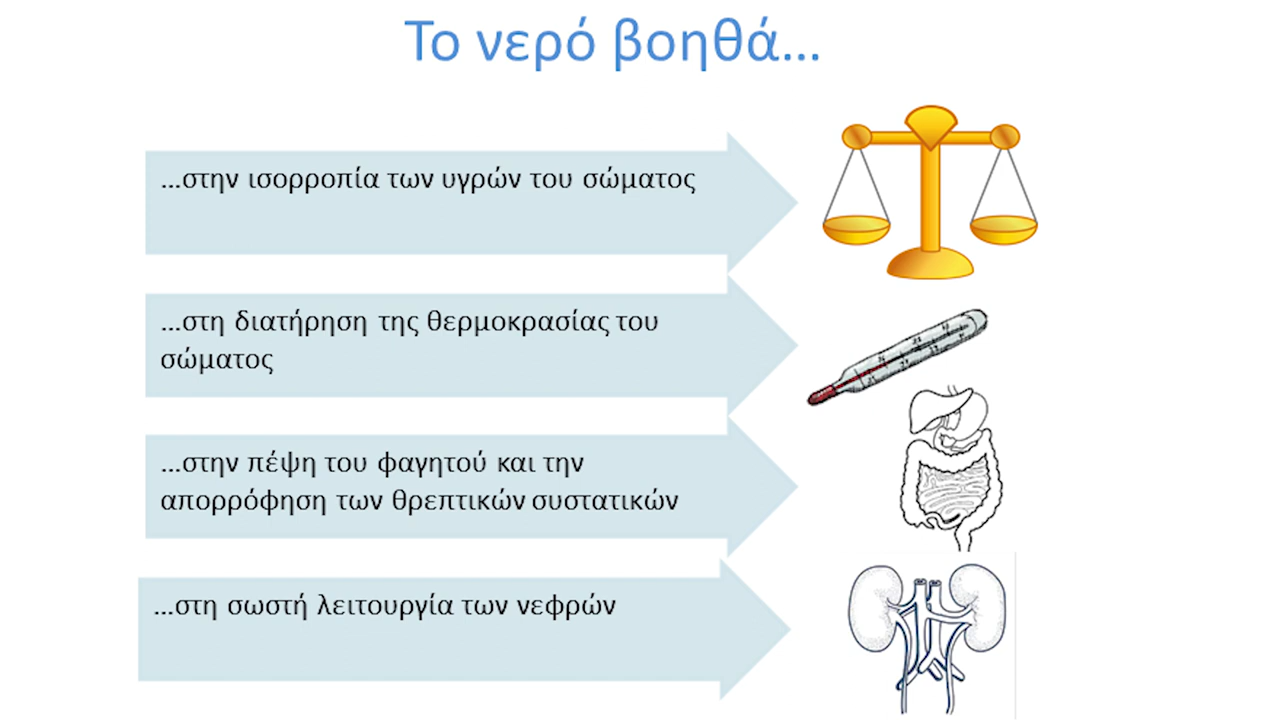 Το νερό βοηθά...
...στην ισορροπία των υγρών του σώματος
...στη διατήρηση της θερμοκρασίας του
σώματος
...στην πέψη του φαγητού και την
απορρόφηση των θρεπτικών συστατικών
...στη σωστή λειτουργία των νεφρών